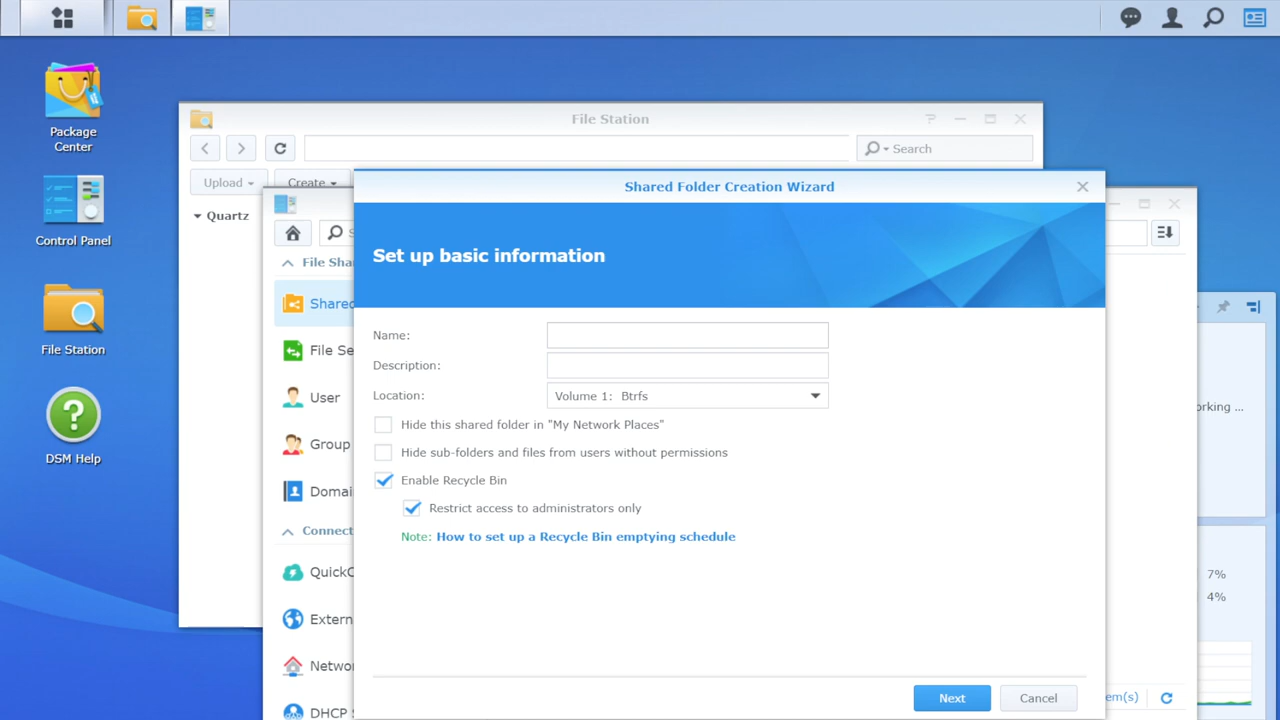 File Station
Search
Upload
Create
Quartz
Package
Center
Control Panel
File Station
DSM Help
Shared Folder Creation Wizard
Set up basic information
Name:
Description:
Location:
Volume 1: Btrfs
Hide this shared folder in "My Network Places"
Hide sub-folders and files from users without permissions
Enable Recycle Bin
Restrict access to administrators only
Note: How to set up a Recycle Bin emptying schedule
Next
Cancel
File Sha
Shared
File Se
User
Group
Domai
Connect
QuickC
Extern
Netwo
DHCP S
orking ...
7%
4%
em(s)